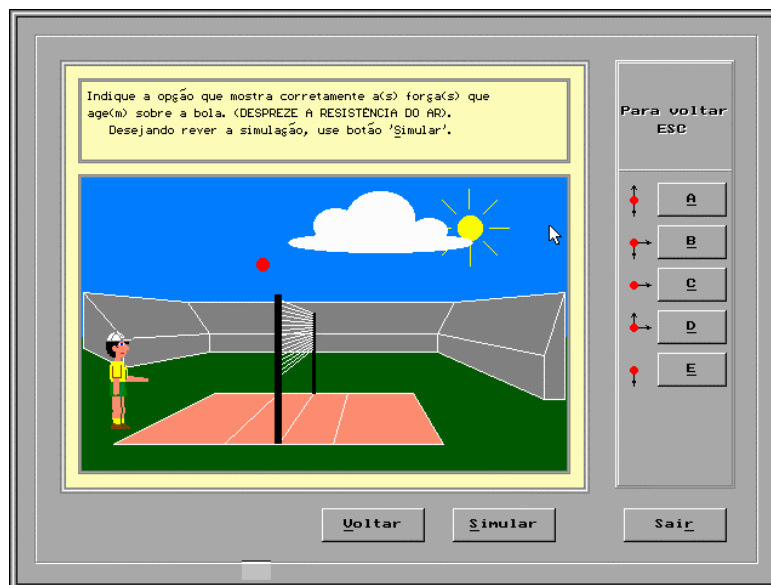 Indique a opção que mostra corretamente a(s) força(s) que
age(m) sobre a bola. (DESPREZE A RESISTÊNCIA DO AR).
Desejando rever a simulação, use botão 'Simular'.
Para voltar
ESC
A
B
C
D
E
Voltar
Simular
Sair